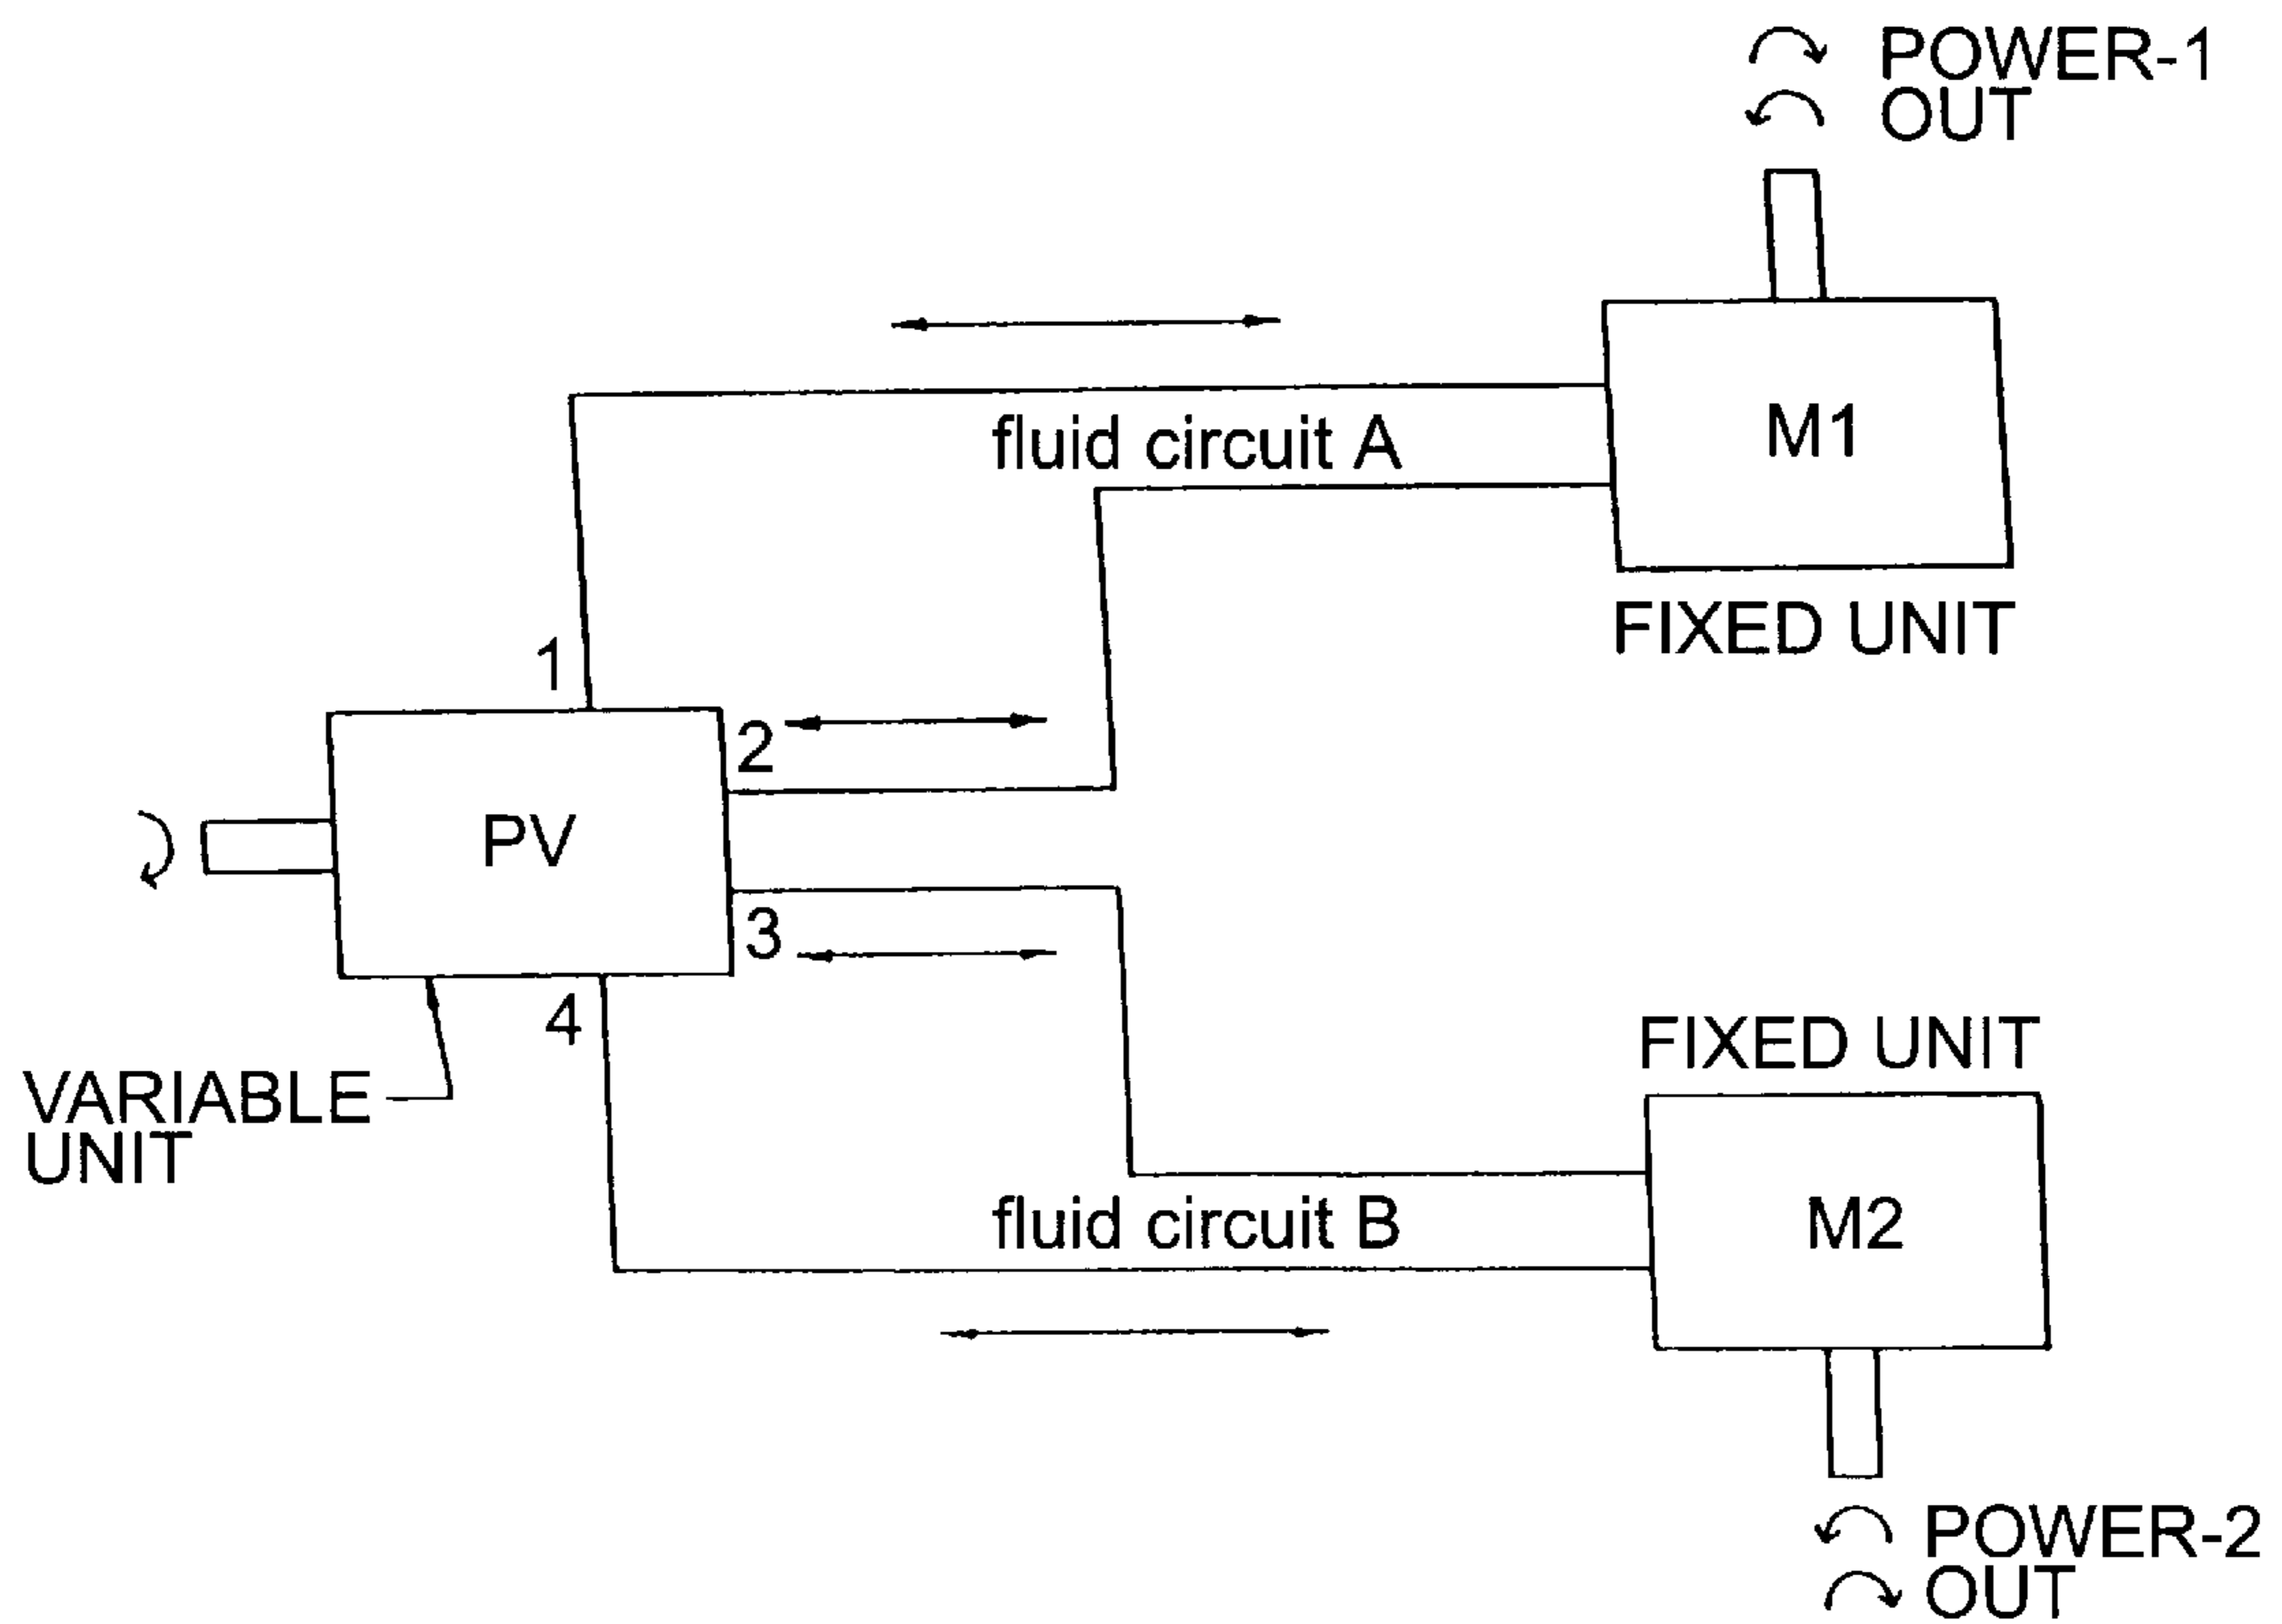 POWER-1
OUT
fluid circuit A
M1
FIXED UNIT
1
2
PV
3
4
VARIABLE
UNIT
FIXED UNIT
fluid circuit B
M2
POWER-2
OUT